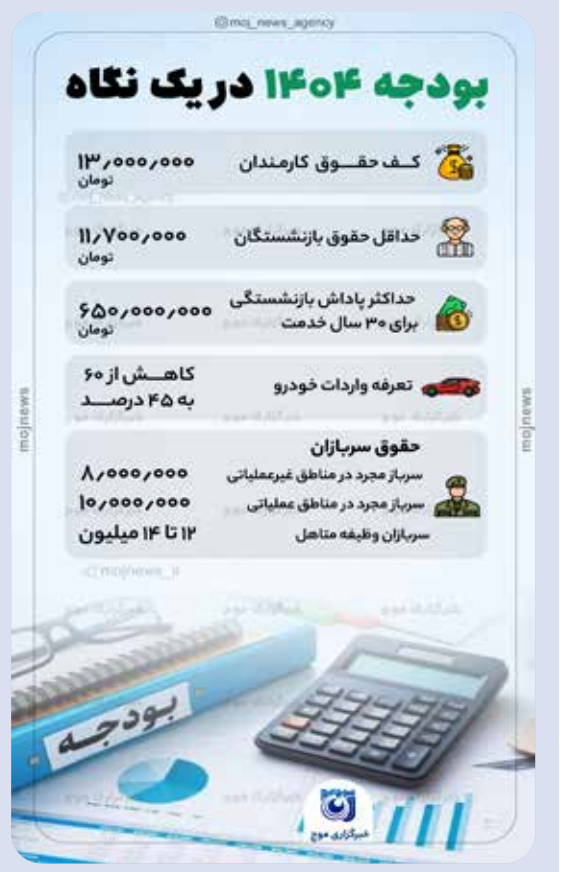 @moj_news_agency
بودجه ۱۴۰۴ در یک نگاه
کف حقوق کارمندان
۱۳٫۰۰۰٫۰۰۰
تومان
حداقل حقوق بازنشستگان
۱۱٫۷۰۰٫۰۰۰
تومان
حداکثر پاداش بازنشستگی
برای ۳۰ سال خدمت
۶۵۰٫۰۰۰٫۰۰۰
تومان
تعرفه واردات خودرو
کاهش از ۶۰
به ۴۵ درصد
حقوق سربازان
سرباز مجرد در مناطق غیرعملیاتی
۸٫۰۰۰٫۰۰۰
سرباز مجرد در مناطق عملیاتی
۱۰٫۰۰۰٫۰۰۰
سربازان وظیفه متاهل
۱۲ تا ۱۴ میلیون
mojnews
mojnews
بودجه
خبرگزاری موج